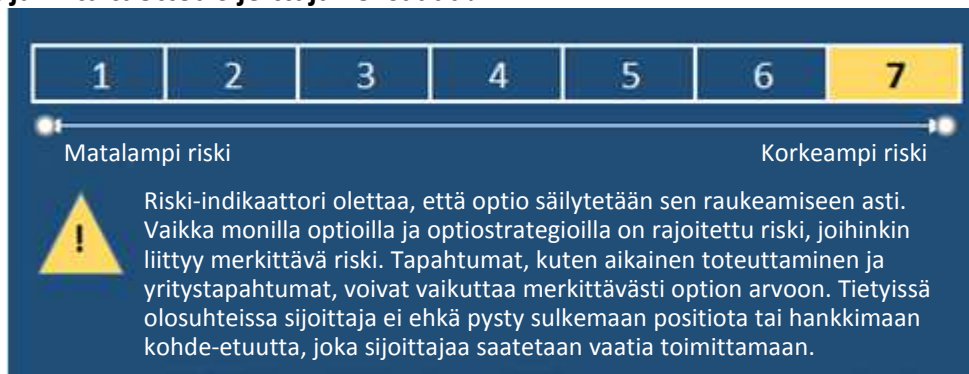 1 2 3 4 5 6 7
Matalampi riski Korkeampi riski
!
Riski-indikaattori olettaa, että optio säilytetään sen raukeamiseen asti.
Vaikka monilla optioilla ja optiostrategioilla on rajoitettu riski, joihinkin
liittyy merkittävä riski. Tapahtumat, kuten aikainen toteuttaminen ja
yritystapahtumat, voivat vaikuttaa merkittävästi option arvoon. Tietyissä
olosuhteissa sijoittaja ei ehkä pysty sulkemaan positiota tai hankkimaan
kohde-etuutta, joka sijoittajaa saatetaan vaatia toimittamaan.